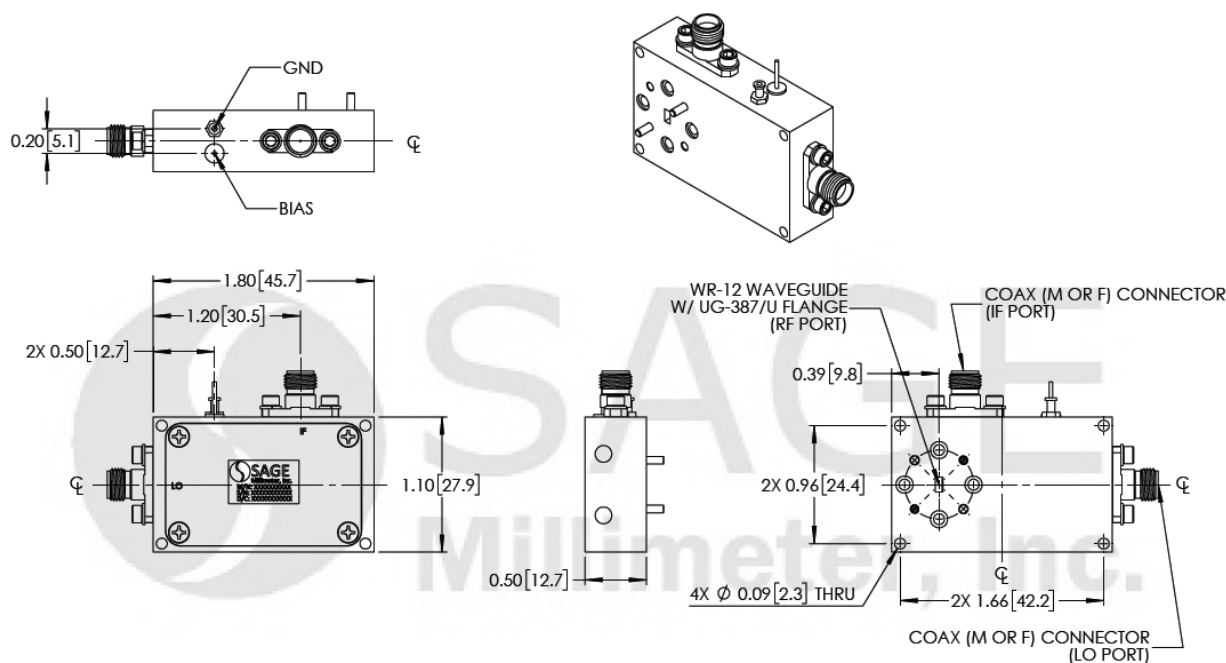 GND
0.20[5.1]
℄
BIAS
1.80[45.7]
1.20[30.5]
2X 0.50[12.7]
IF
LO
℄
SAGE
Millimeter, Inc.
1.10[27.9]
0.50[12.7]
WR-12 WAVEGUIDE
W/ UG-387/U FLANGE
(RF PORT)
COAX (M OR F) CONNECTOR
(IF PORT)
0.39[9.8]
2X 0.96[24.4]
℄
4X Ø 0.09[2.3] THRU
℄
2X 1.66[42.2]
COAX (M OR F) CONNECTOR
(LO PORT)
SAGE
Millimeter, Inc.